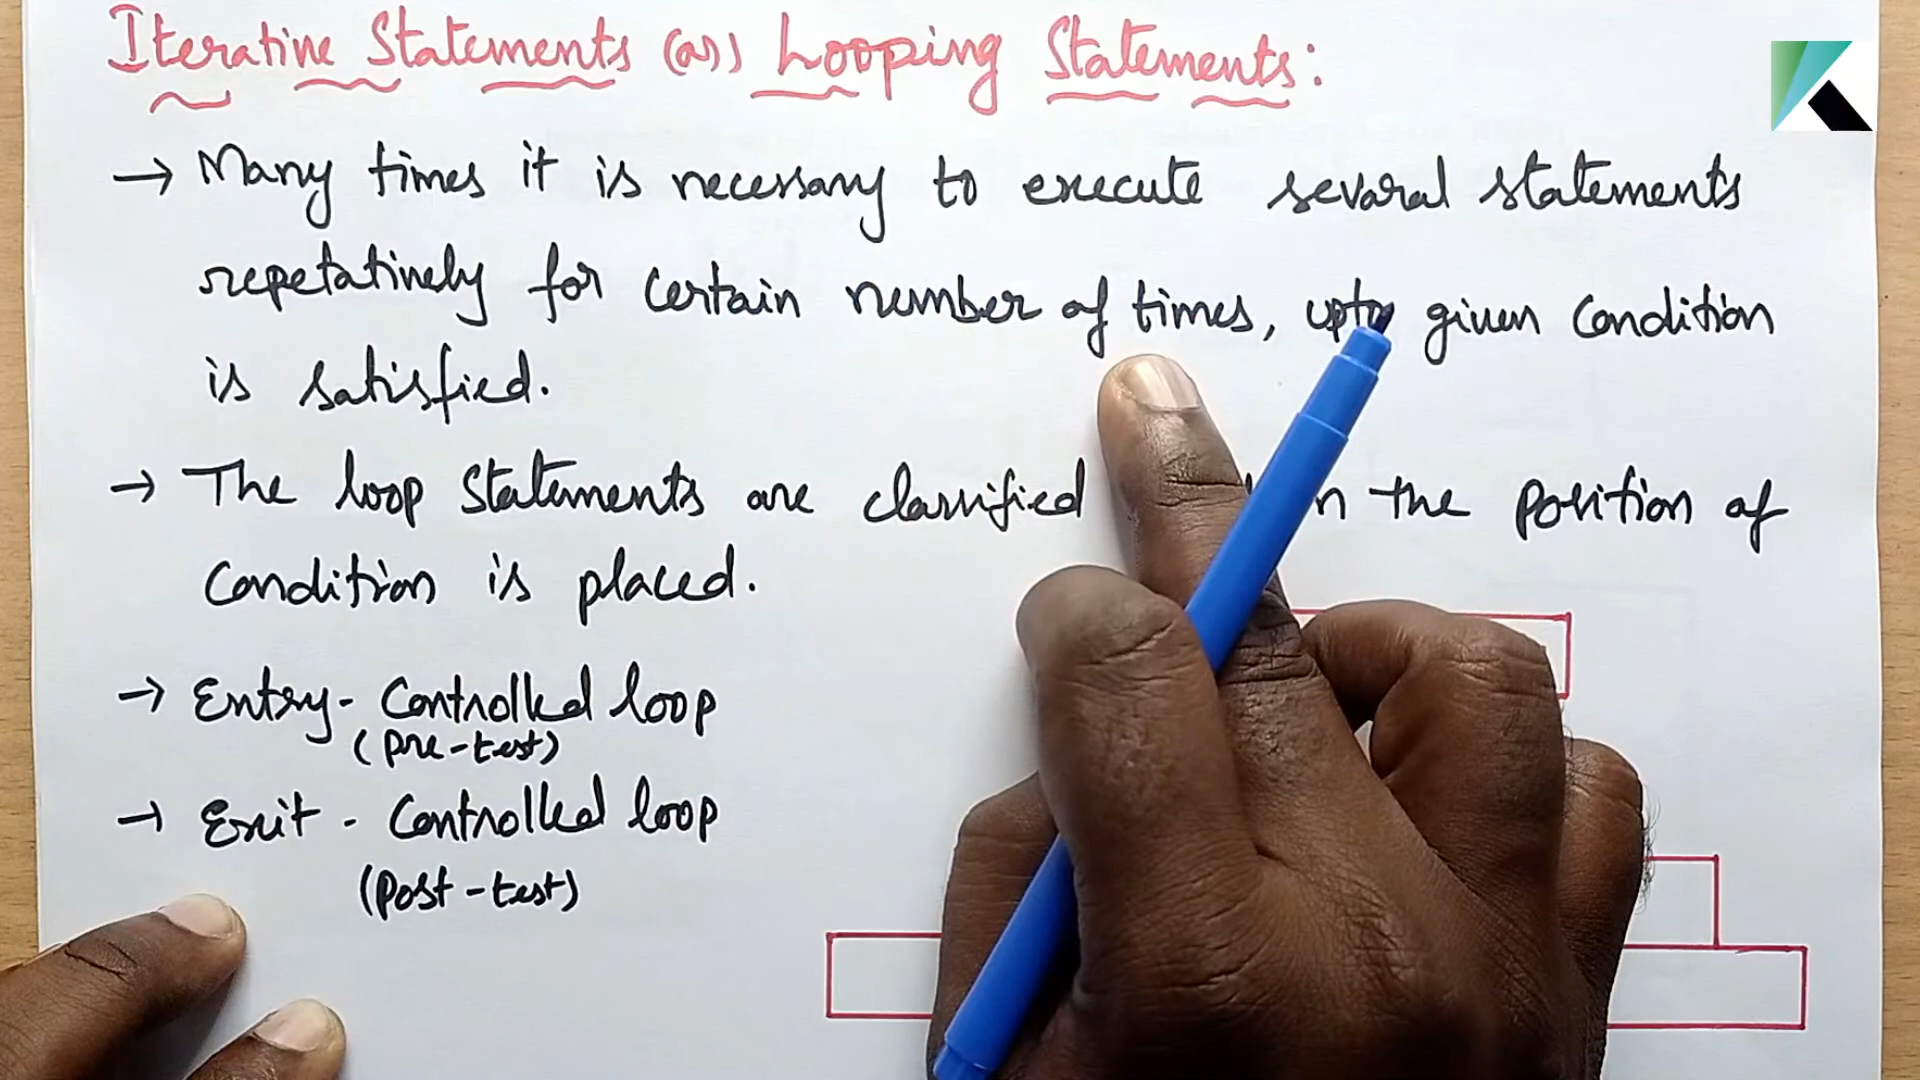 Iterative Statements (or) Looping Statements:
→ Many times it is necessary to execute sevaral statements
repetatively for certain number of times, upto given condition
is satisfied.
→ The loop statements are classified the position of
condition is placed.
→ Entry-Controlled loop
(pre-test)
→ Exit-Controlled loop
(post-test)